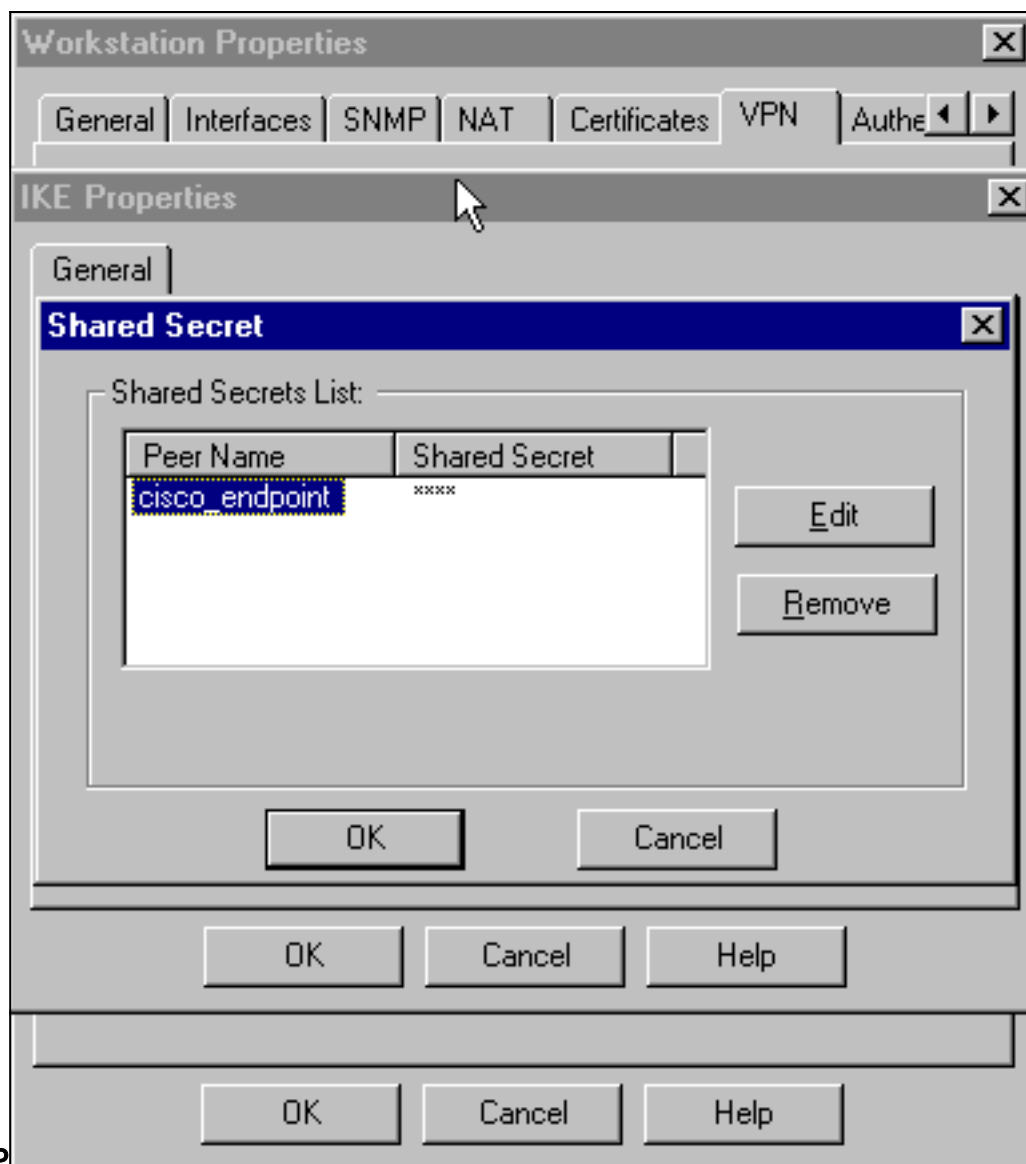 Workstation Properties
General Interfaces SNMP NAT Certificates VPN Authe
IKE Properties
General
Shared Secret
Shared Secrets List:
Peer Name Shared Secret
cisco_endpoint ****
Edit
Remove
OK Cancel
OK Cancel Help
OK Cancel Help